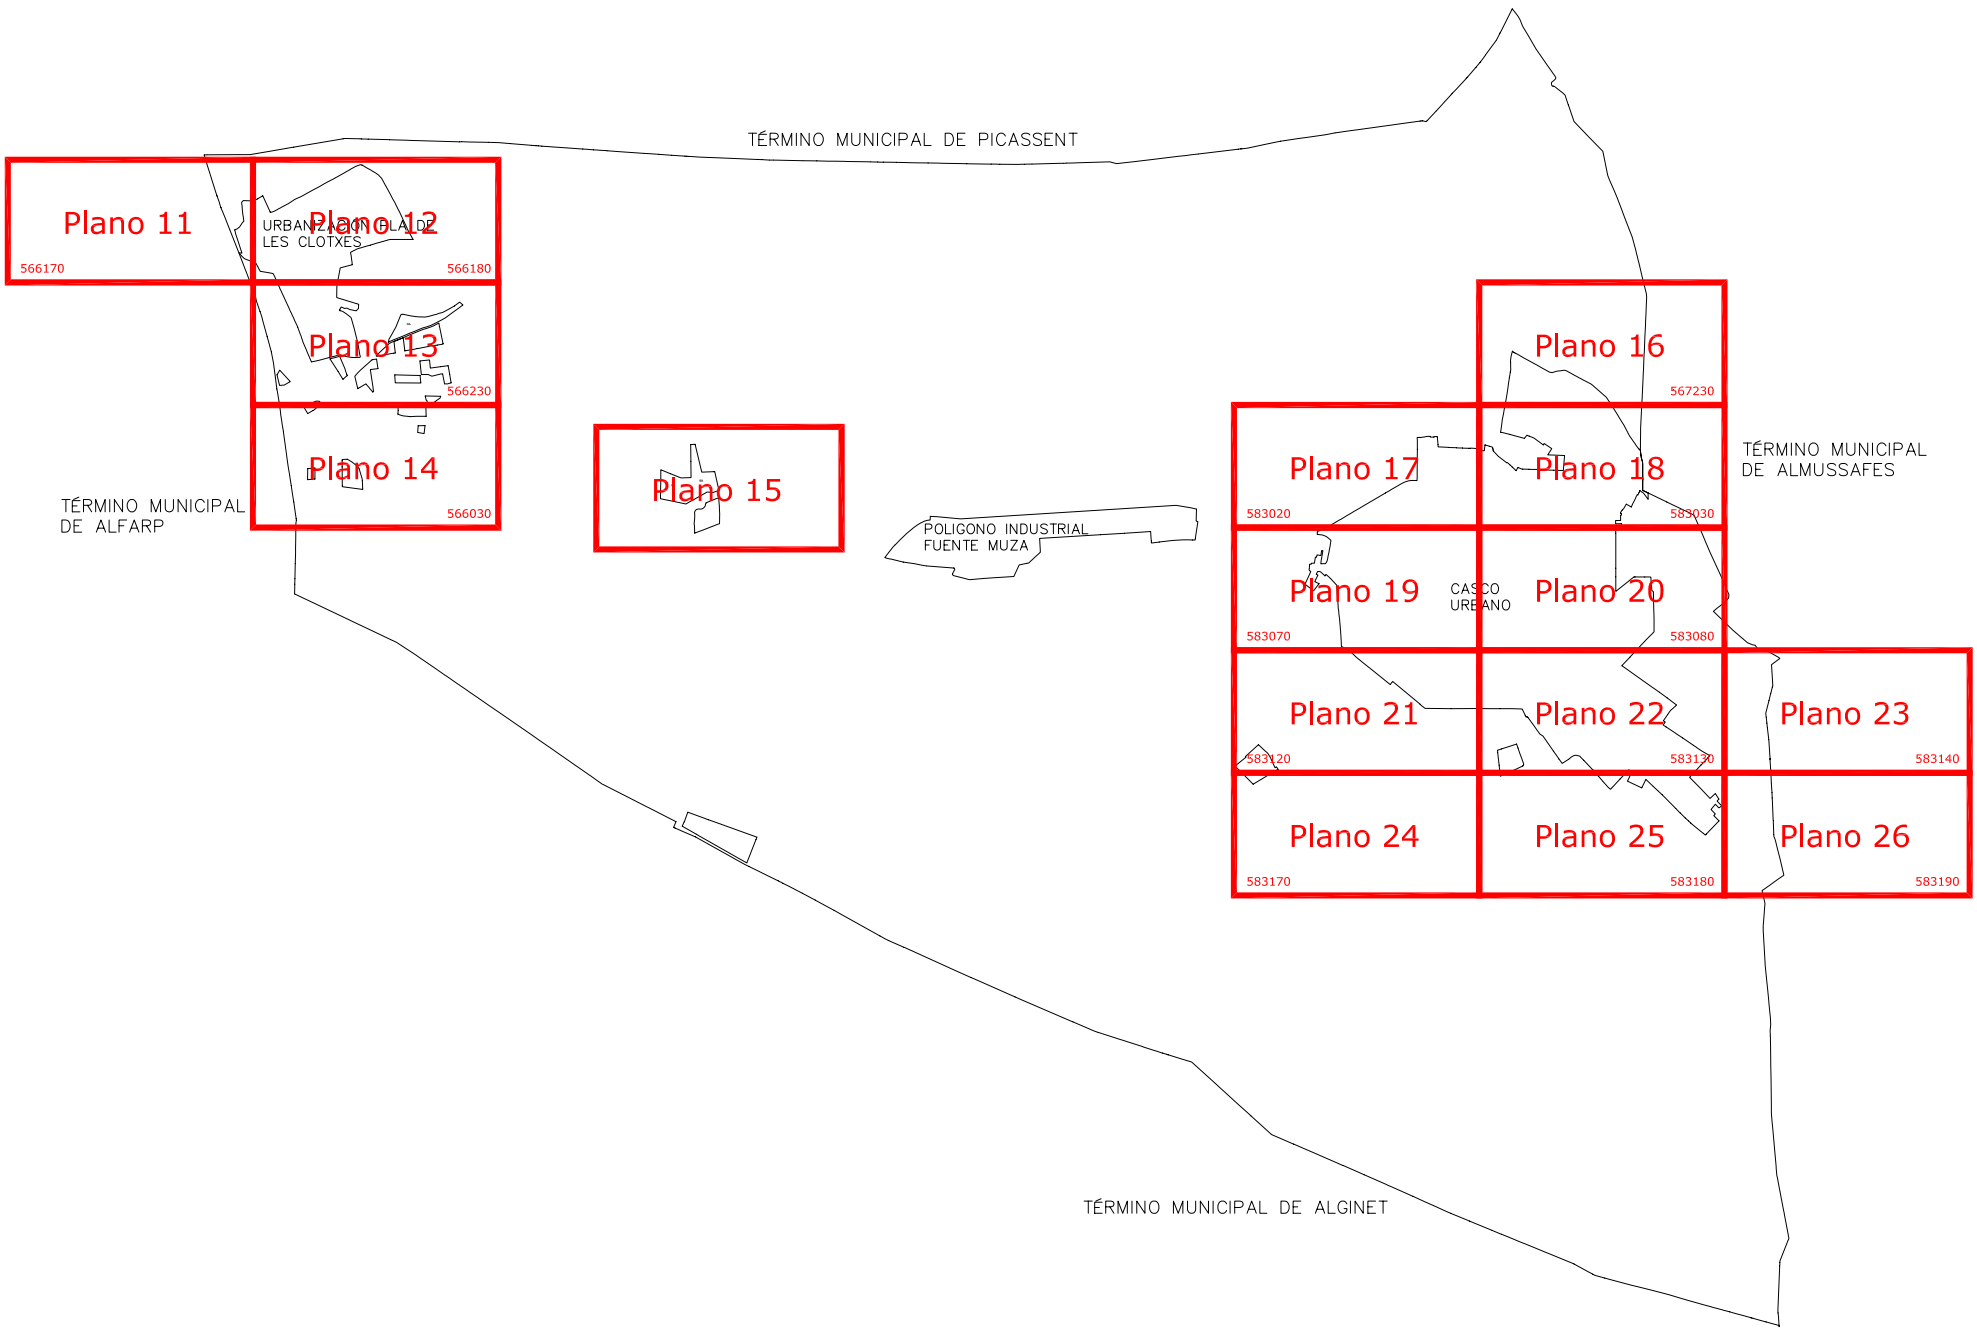 TÉRMINO MUNICIPAL DE PICASSENT
Plano 11
566170
Plano 12
URBANIZACIÓN PLA DE
LES CLOTXES
566180
Plano 13
566230
Plano 14
566030
TÉRMINO MUNICIPAL
DE ALFARP
Plano 15
POLIGONO INDUSTRIAL
FUENTE MUZA
Plano 16
567230
Plano 17
583020
Plano 18
583030
TÉRMINO MUNICIPAL
DE ALMUSSAFES
Plano 19
583070
CASCO
URBANO
Plano 20
583080
Plano 21
583120
Plano 22
583130
Plano 23
583140
Plano 24
583170
Plano 25
583180
Plano 26
583190
TÉRMINO MUNICIPAL DE ALGINET